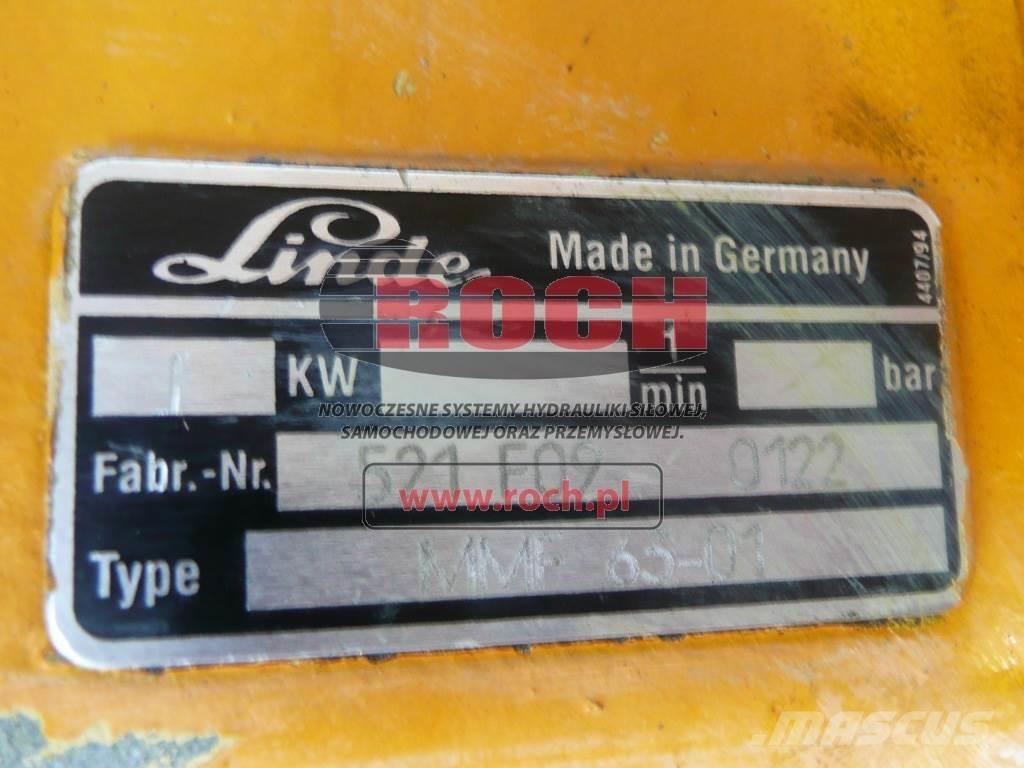 Linde
Made in Germany
4407/94
ROCH
KW
1
min
bar
NOWOCZESNE SYSTEMY HYDRAULIKI SIŁOWEJ,
SAMOCHODOWEJ ORAZ PRZEMYSŁOWEJ.
Fabr.-Nr. 521 F02 0122
www.roch.pl
Type MMF 63-01
MASCUS